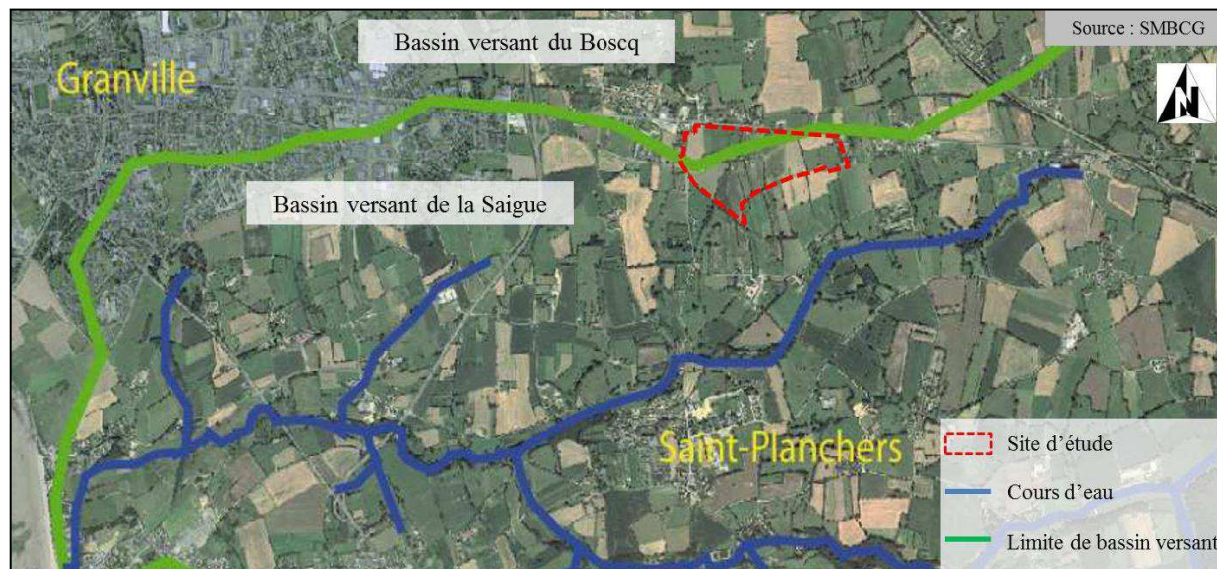 Source : SMBCG
Bassin versant du Boscq
Granville
N
Bassin versant de la Saigue
Saint-Planchers
Site d’étude
Cours d’eau
Limite de bassin versant